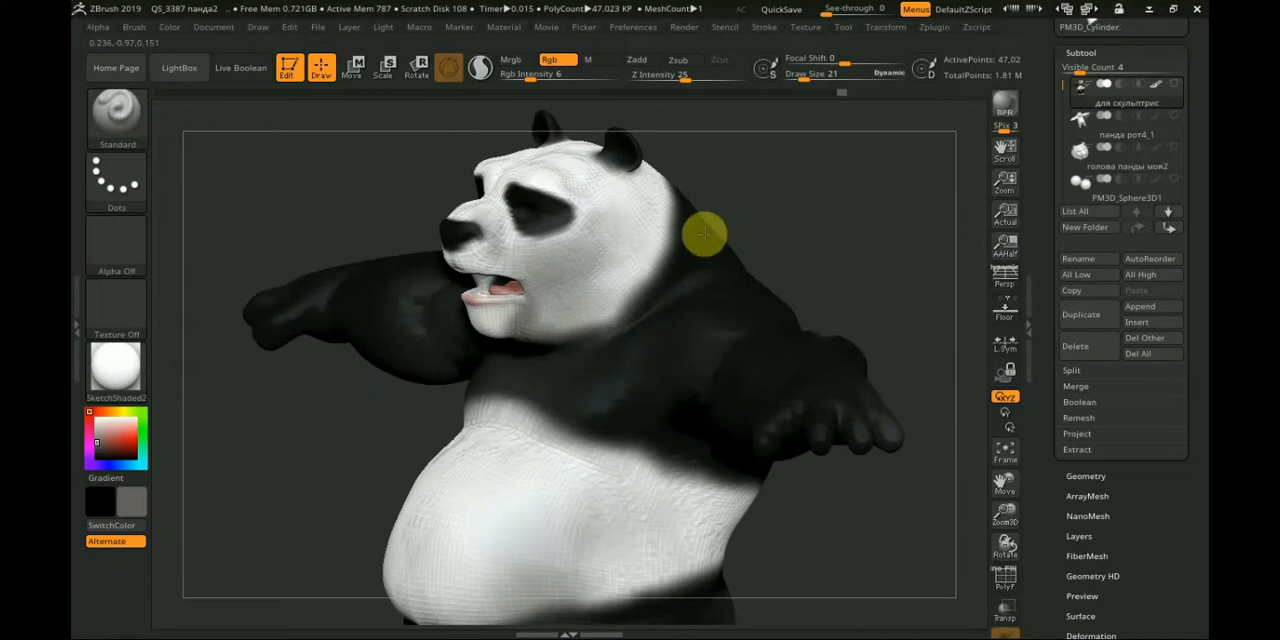 ZBrush 2019 QS_3387 панда2 .. • Free Mem 0.721GB • Active Mem 787 • Scratch Disk 108 • Timer▶0.015 • PolyCount▶47.023 KP • MeshCount▶1 AC QuickSave See-through 0 Menus DefaultZScript
Alpha Brush Color Document Draw Edit File Layer Light Macro Marker Material Movie Picker Preferences Render Stencil Stroke Texture Tool Transform Zplugin Zscript
0.236,-0.97,0.151
Home Page LightBox Live Boolean Edit Draw Move Scale Rotate
Mrgb Rgb M
Rgb Intensity 6
Zadd Zsub Zcut
Z Intensity 25
Focal Shift 0
Draw Size 21 Dynamic
S
D
ActivePoints: 47,02
TotalPoints: 1.81 M
Standard
Dots
Alpha Off
Texture Off
SketchShaded2
Gradient
SwitchColor
Alternate
BPR
SPix 3
Scroll
Zoom
Actual
AAHalf
Dynamic
Persp
Floor
L.Sym
XYZ
Frame
Move
Zoom3D
Rotate
PolyF
Transp
PM3D_Cylinder.
Subtool
Visible Count 4
для скульптрис
панда рот4_1
голова панды моя2
PM3D_Sphere3D1
List All
New Folder
Rename AutoReorder
All Low All High
Copy Paste
Duplicate Append
Insert
Delete Del Other
Del All
Split
Merge
Boolean
Remesh
Project
Extract
Geometry
ArrayMesh
NanoMesh
Layers
FiberMesh
Geometry HD
Preview
Surface
Deformation